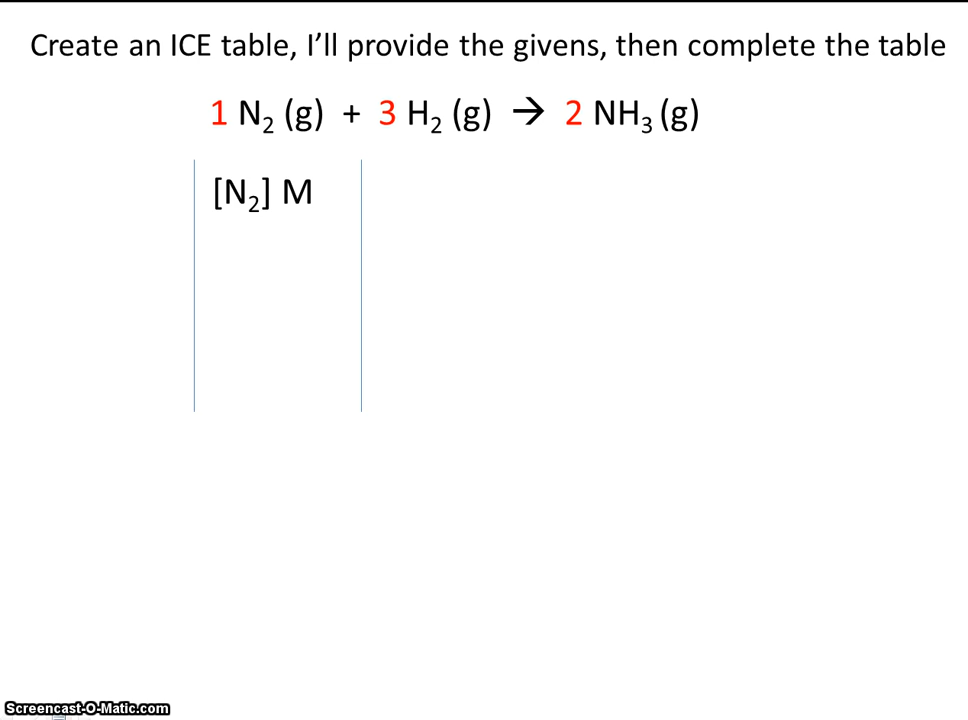 Create an ICE table, I’ll provide the givens, then complete the table
1 N₂ (g) + 3 H₂ (g) → 2 NH₃ (g)
[N₂] M
Screencast-O-Matic.com